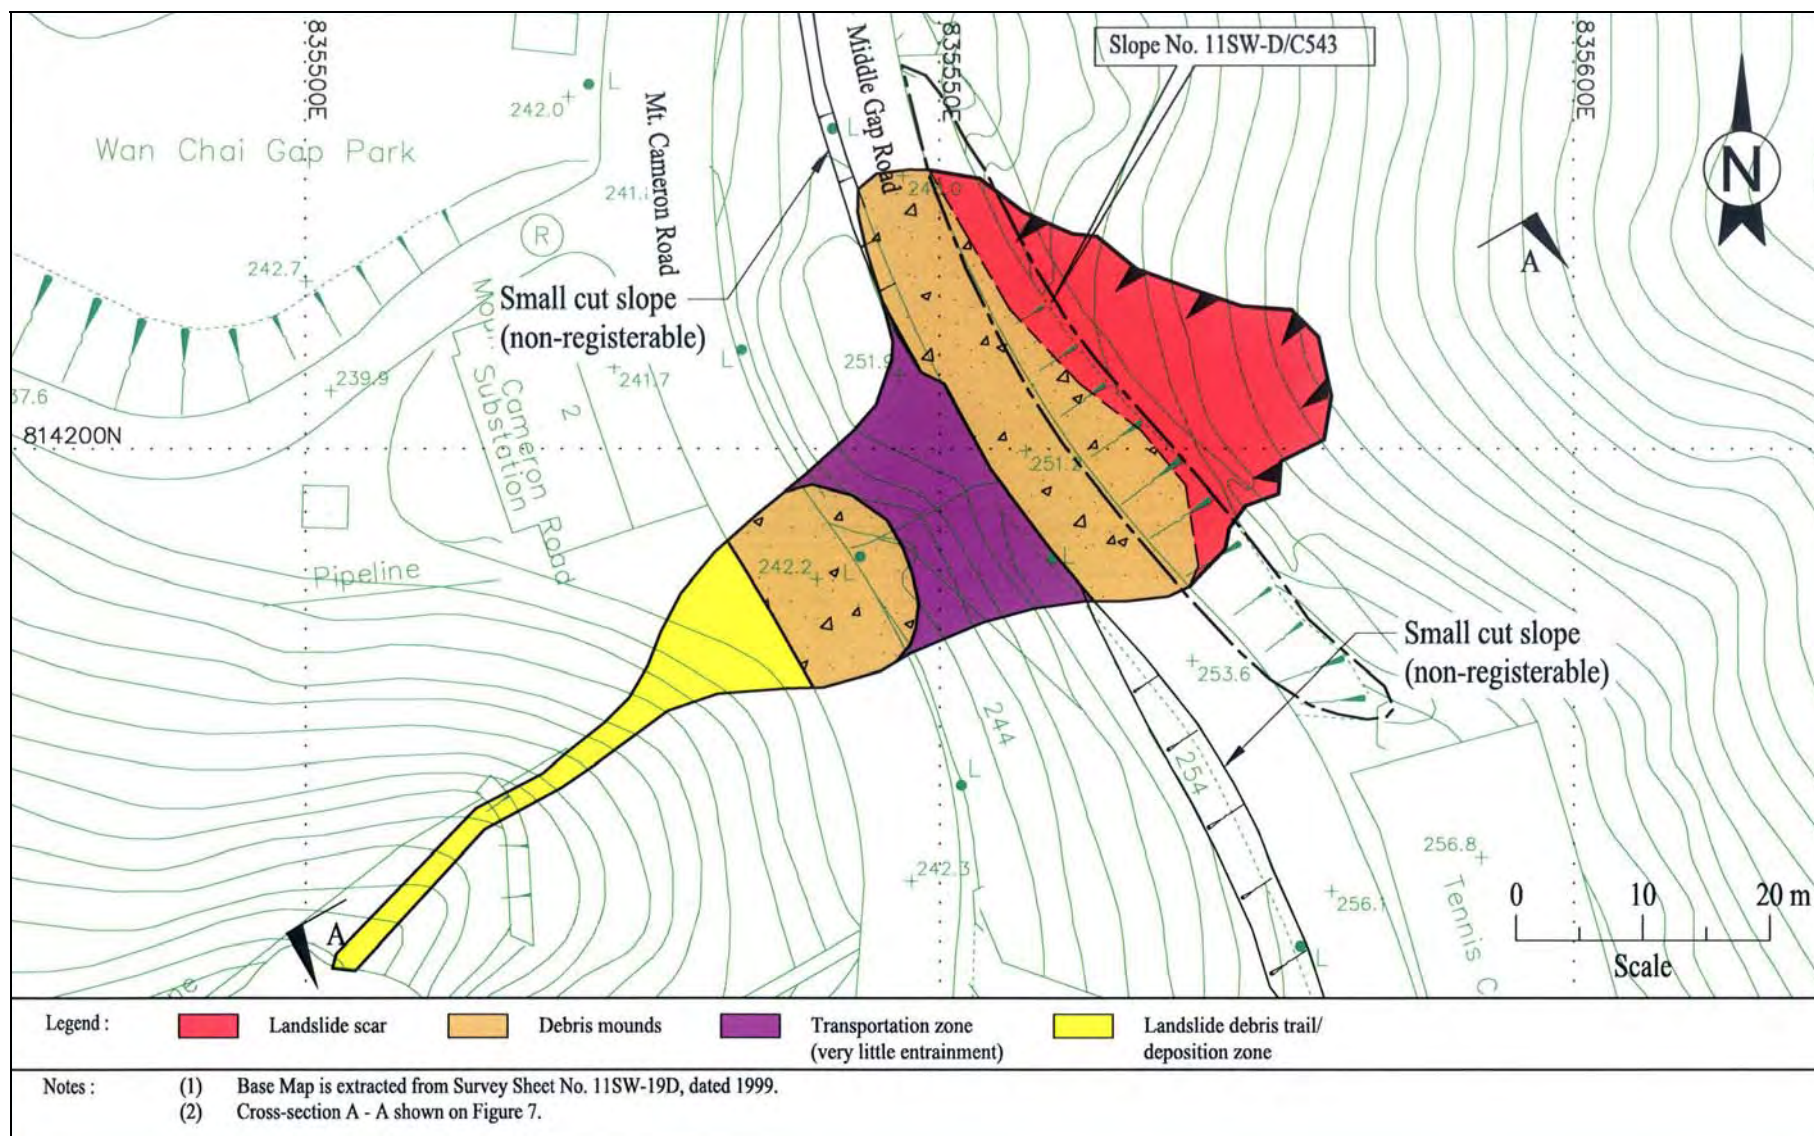 835500E
835550E
835600E
Slope No. 11SW-D/C543
Middle Gap Road
Mt. Cameron Road
L
242.0
Wan Chai Gap Park
L
N
241.
R
A
242.7
Small cut slope
(non-registerable)
Mou
Cameron Road
Substation
2
L
251.9
239.9
241.7
37.6
814200N
251.2
Pipeline
242.2
L
L
Small cut slope
(non-registerable)
253.6
244
254
L
242.3
256.8
256.1
Tennis C
0 10 20 m
Scale
L
A
Legend :
Landslide scar
Debris mounds
Transportation zone
(very little entrainment)
Landslide debris trail/
deposition zone
Notes :
(1) Base Map is extracted from Survey Sheet No. 11SW-19D, dated 1999.
(2) Cross-section A - A shown on Figure 7.